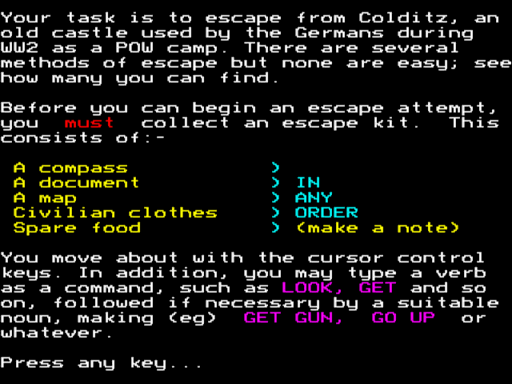 Your task is to escape from Colditz, an
old castle used by the Germans during
WW2 as a POW camp. There are several
methods of escape but none are easy; see
how many you can find.
Before you can begin an escape attempt,
you must collect an escape kit. This
consists of:-
A compass >
A document > IN
A map > ANY
Civilian clothes > ORDER
Spare food > (make a note)
You move about with the cursor control
keys. In addition, you may type a verb
as a command, such as LOOK, GET and so
on, followed if necessary by a suitable
noun, making (eg) GET GUN, GO UP or
whatever.
Press any key...